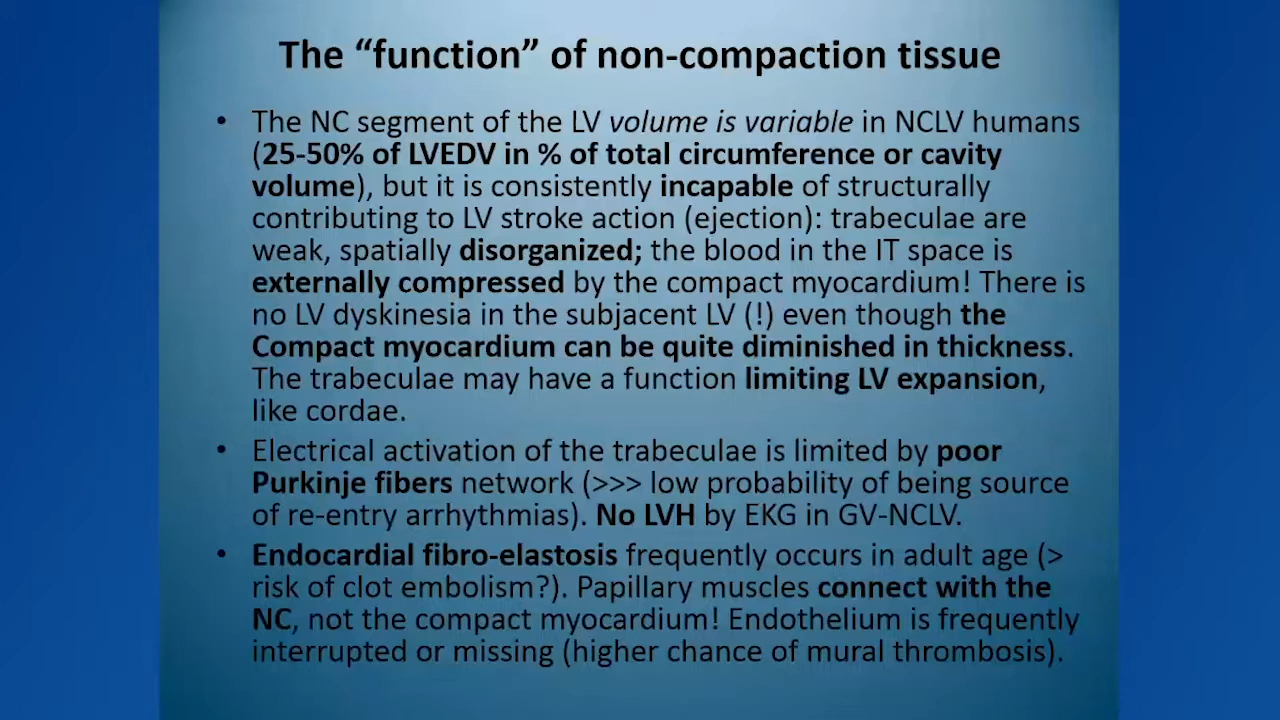 The “function” of non-compaction tissue
• The NC segment of the LV volume is variable in NCLV humans
(25-50% of LVEDV in % of total circumference or cavity
volume), but it is consistently incapable of structurally
contributing to LV stroke action (ejection): trabeculae are
weak, spatially disorganized; the blood in the IT space is
externally compressed by the compact myocardium! There is
no LV dyskinesia in the subjacent LV (!) even though the
Compact myocardium can be quite diminished in thickness.
The trabeculae may have a function limiting LV expansion,
like cordae.
• Electrical activation of the trabeculae is limited by poor
Purkinje fibers network (>>> low probability of being source
of re-entry arrhythmias). No LVH by EKG in GV-NCLV.
• Endocardial fibro-elastosis frequently occurs in adult age (>
risk of clot embolism?). Papillary muscles connect with the
NC, not the compact myocardium! Endothelium is frequently
interrupted or missing (higher chance of mural thrombosis).